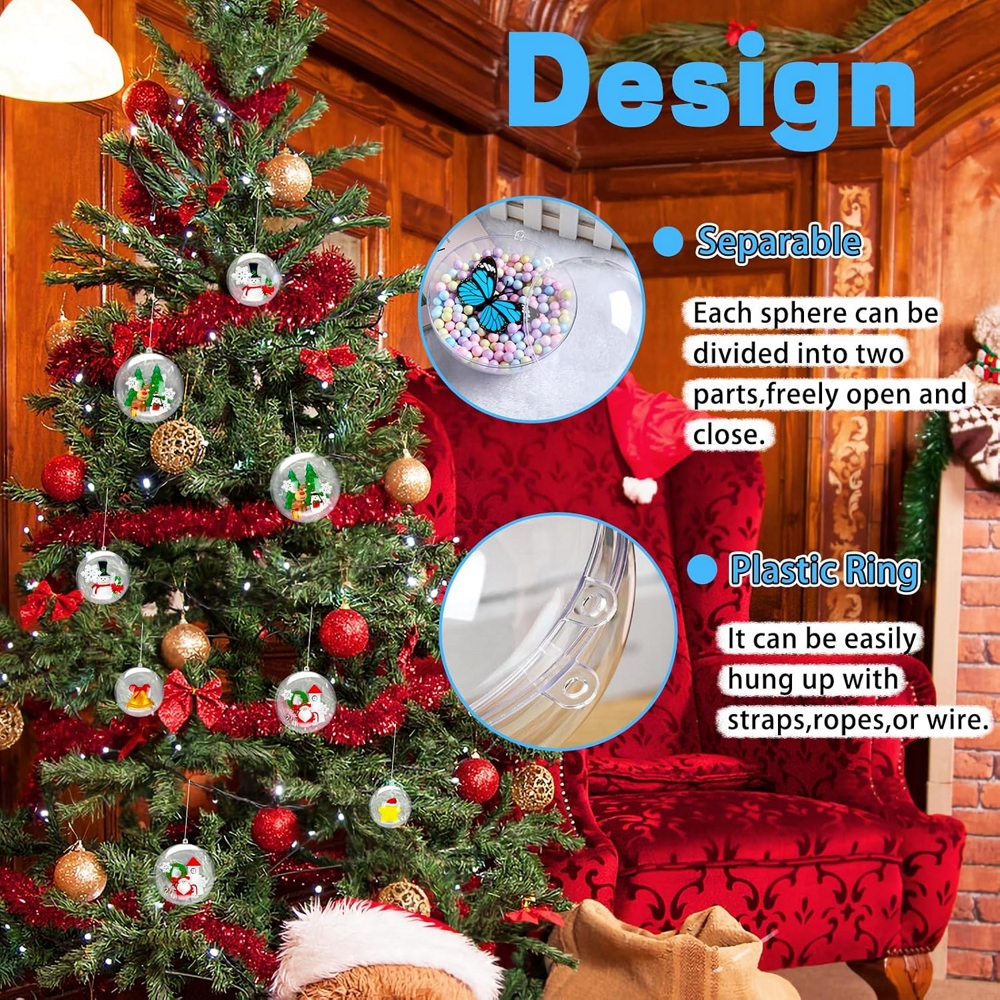 Design
Separable
Each sphere can be
divided into two
parts,freely open and
close.
Plastic Ring
It can be easily
hung up with
straps,ropes,or wire.